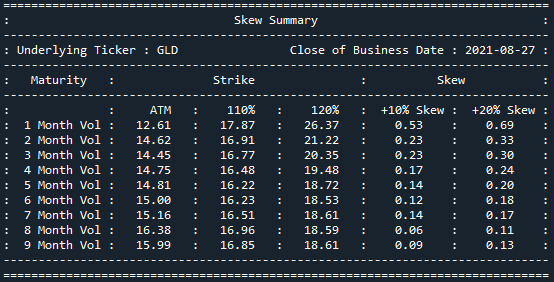 ==============================================================================
: Skew Summary :
------------------------------------------------------------------------------
: Underlying Ticker : GLD Close of Business Date : 2021-08-27 :
------------------------------------------------------------------------------
: Maturity : Strike : Skew :
------------------------------------------------------------------------------
: : ATM : 110% : 120% : +10% Skew : +20% Skew :
: 1 Month Vol : 12.61 : 17.87 : 26.37 : 0.53 : 0.69 :
: 2 Month Vol : 14.62 : 16.91 : 21.22 : 0.23 : 0.33 :
: 3 Month Vol : 14.45 : 16.77 : 20.35 : 0.23 : 0.30 :
: 4 Month Vol : 14.75 : 16.48 : 19.48 : 0.17 : 0.24 :
: 5 Month Vol : 14.81 : 16.22 : 18.72 : 0.14 : 0.20 :
: 6 Month Vol : 15.00 : 16.23 : 18.53 : 0.12 : 0.18 :
: 7 Month Vol : 15.16 : 16.51 : 18.61 : 0.14 : 0.17 :
: 8 Month Vol : 16.38 : 16.96 : 18.59 : 0.06 : 0.11 :
: 9 Month Vol : 15.99 : 16.85 : 18.61 : 0.09 : 0.13 :
------------------------------------------------------------------------------
==============================================================================